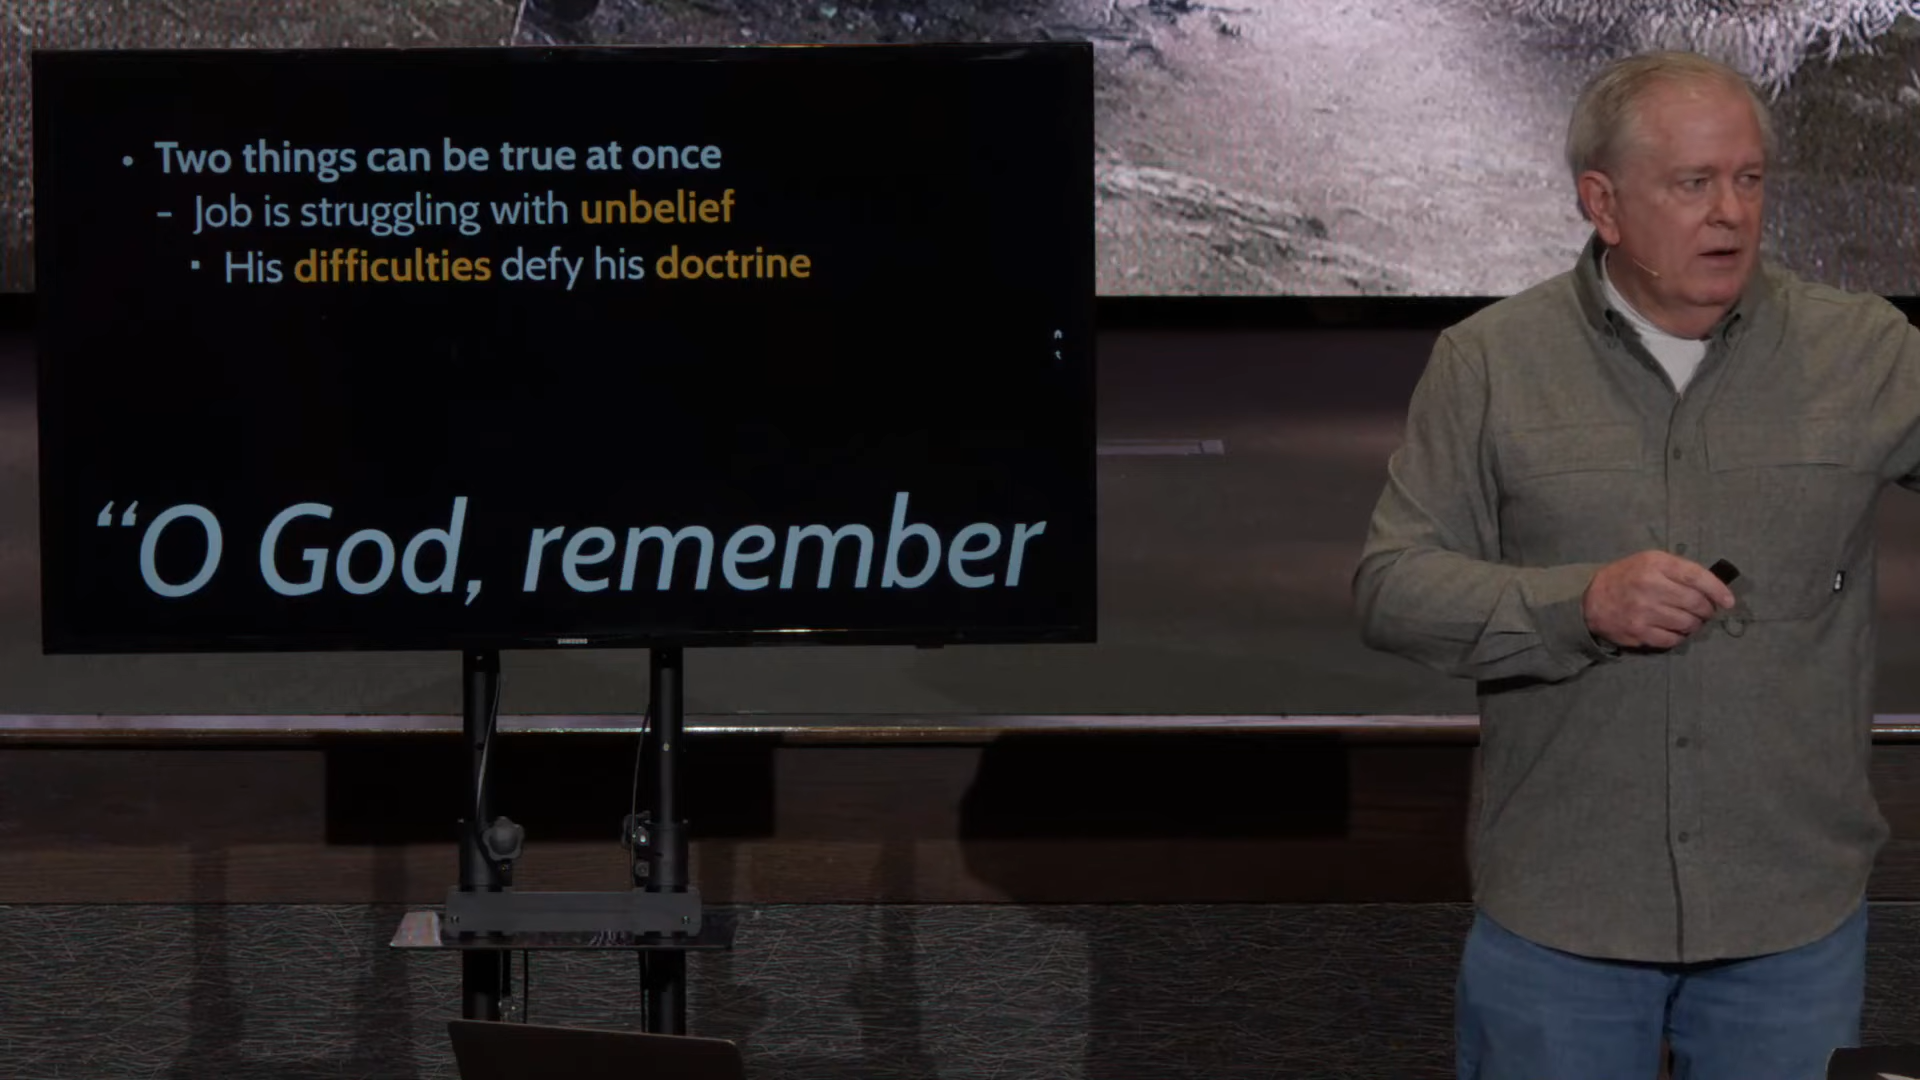 • Two things can be true at once
- Job is struggling with unbelief
▪ His difficulties defy his doctrine
“O God, remember